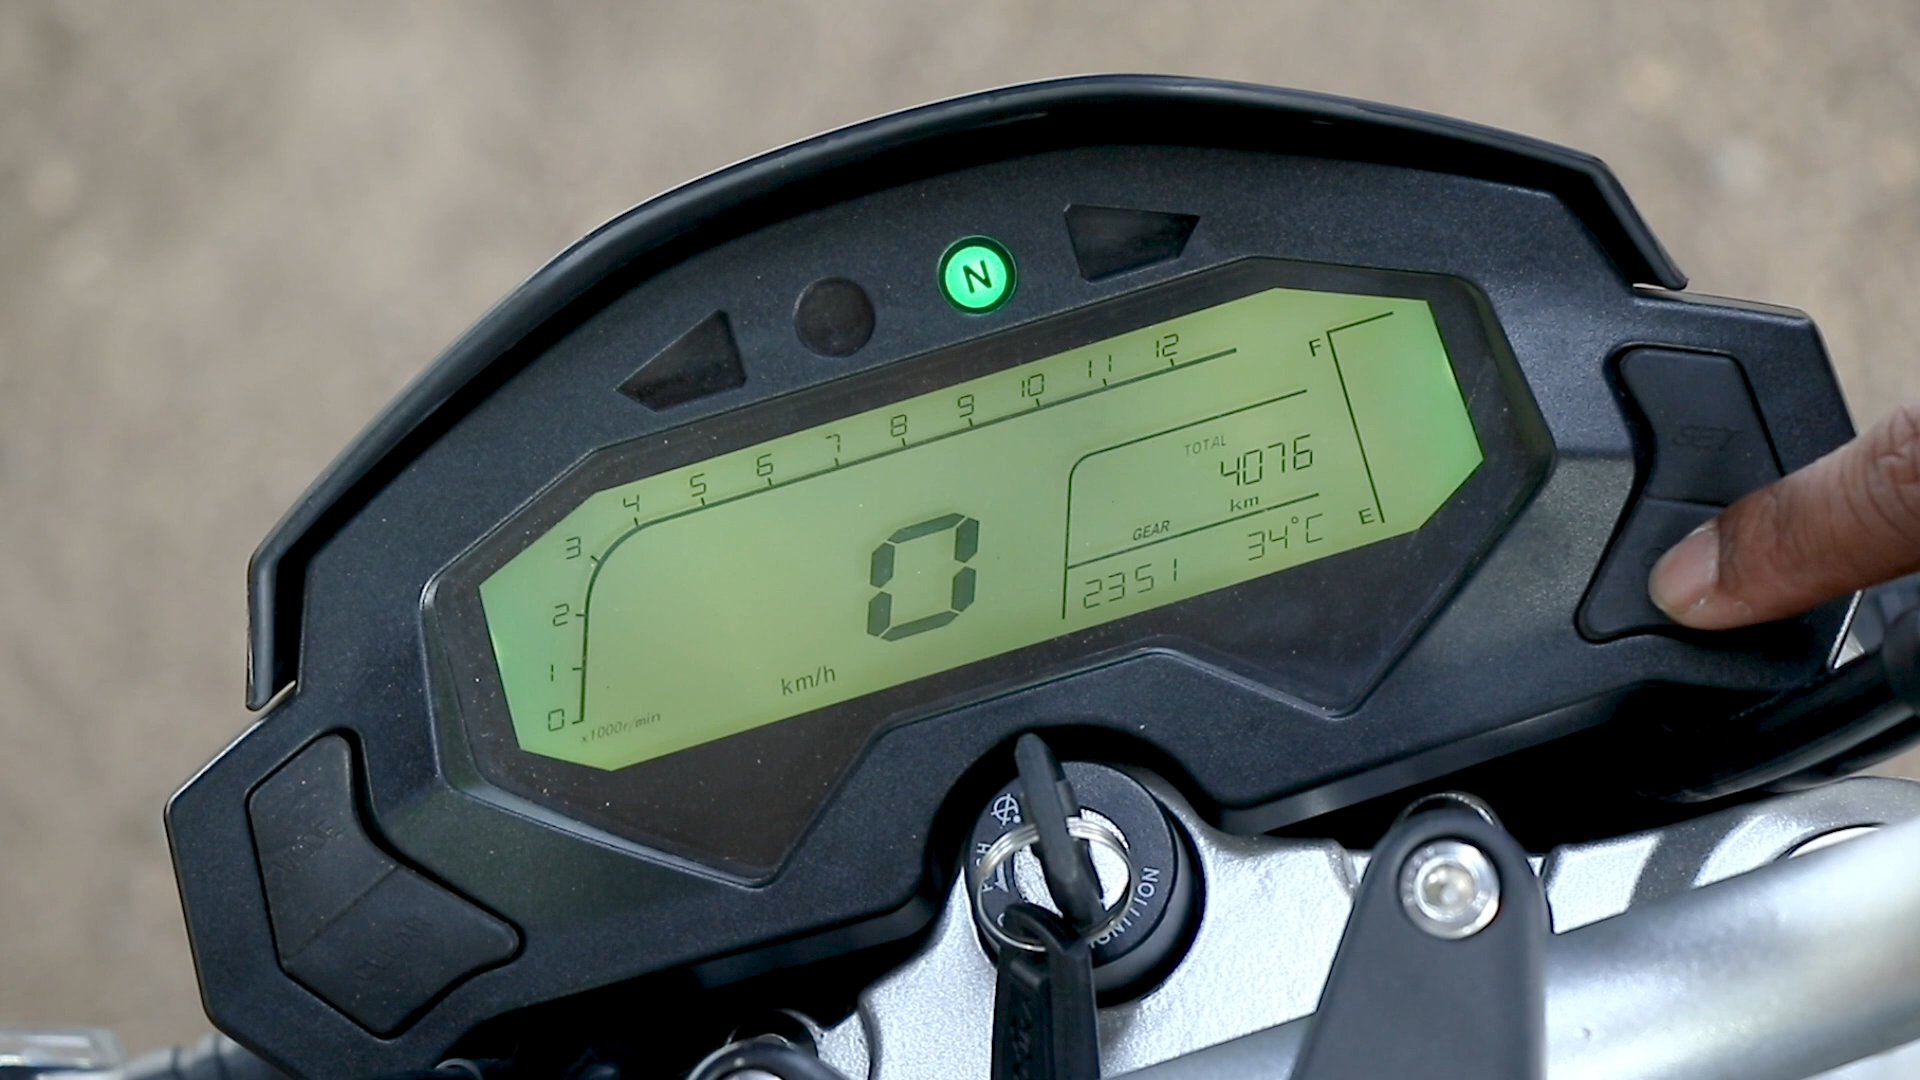 N
0 1 2 3 4 5 6 7 8 9 10 11 12
x1000r/min
0
km/h
TOTAL
4076
km
GEAR
2351 34°C
F
E
SET
IGNITION